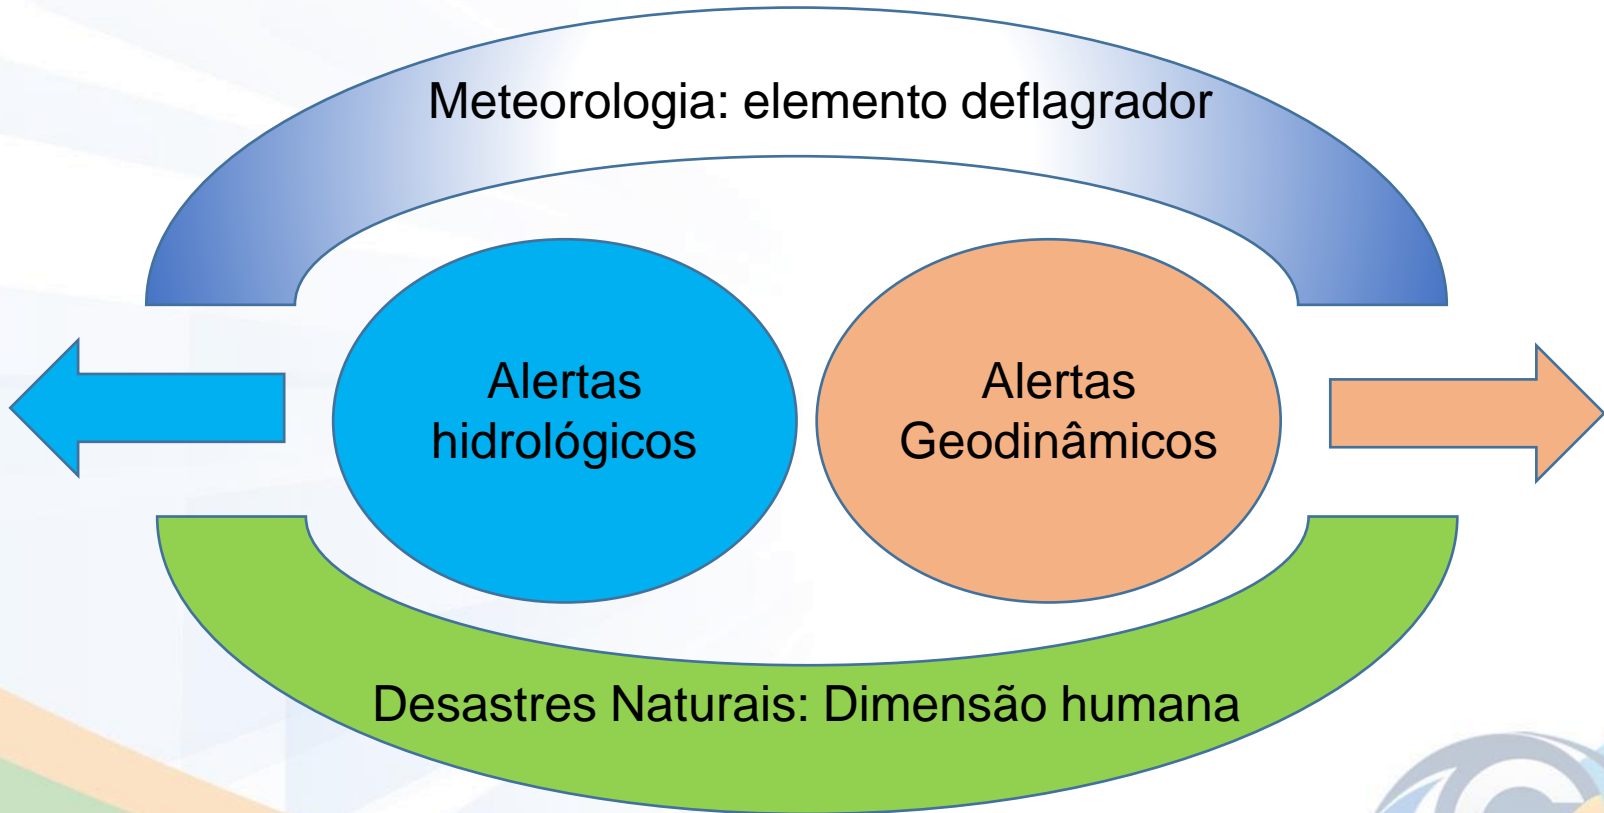 Meteorologia: elemento deflagrador
Alertas
hidrológicos
Alertas
Geodinâmicos
Desastres Naturais: Dimensão humana